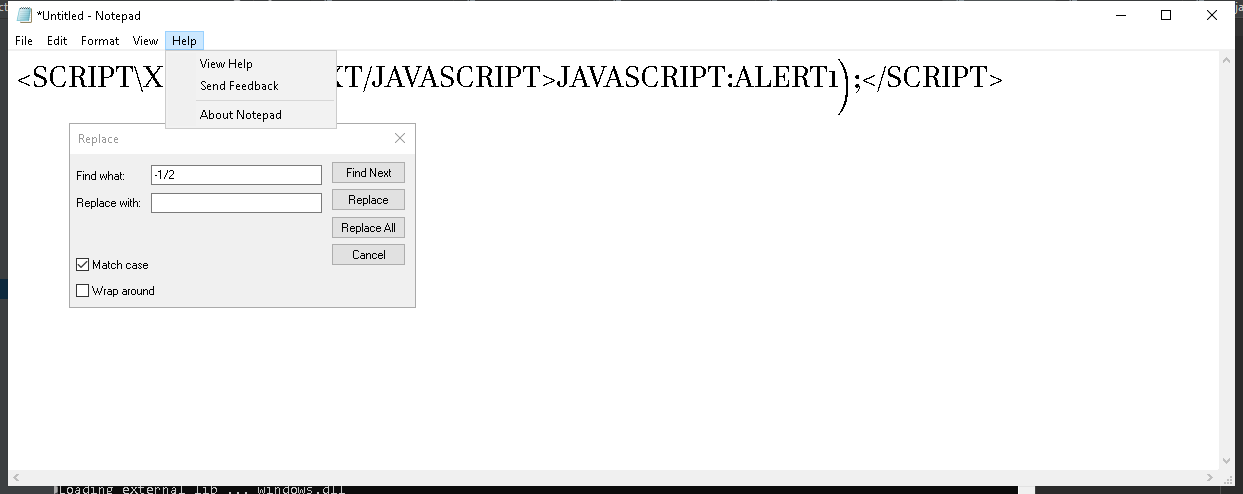 *Untitled - Notepad
File Edit Format View Help
View Help
Send Feedback
About Notepad
<SCRIPT\X XT/JAVASCRIPT>JAVASCRIPT:ALERT1);</SCRIPT>
Replace
Find what: -1/2 Find Next
Replace with: Replace
Replace All
Cancel
Match case
Wrap around
Loading external lib ... windows.dll